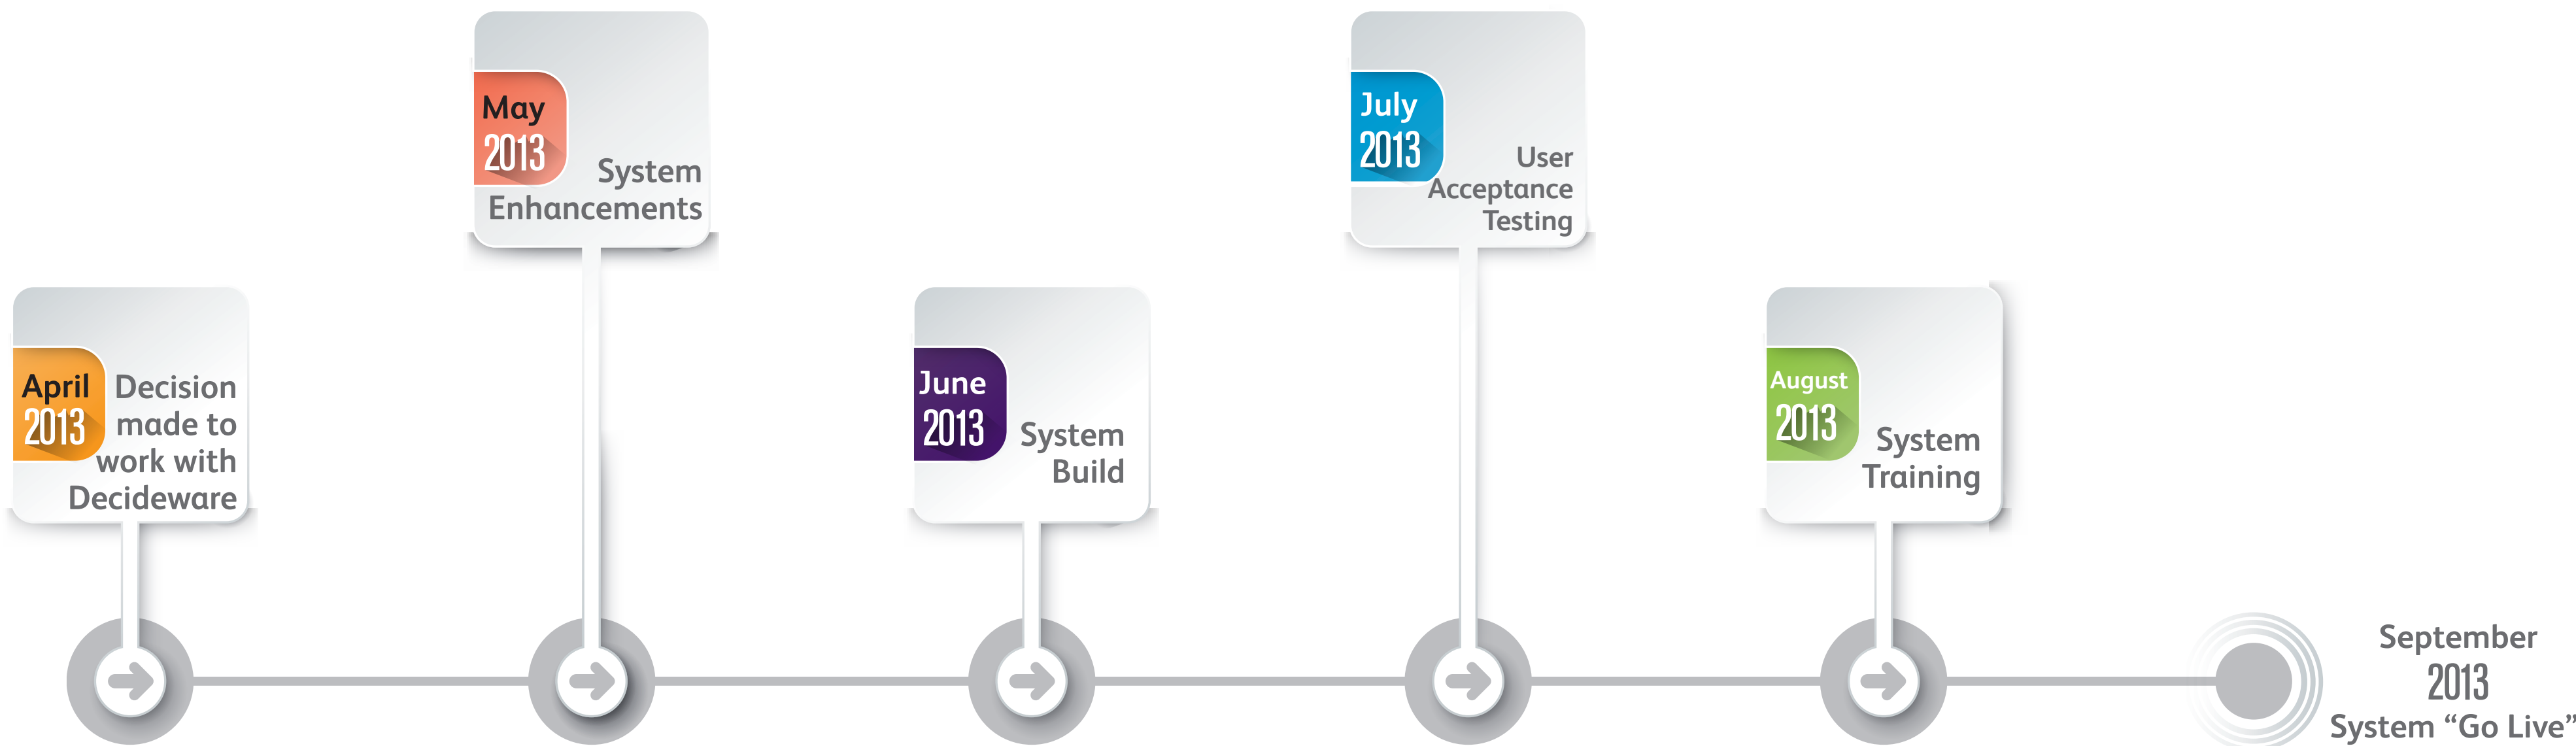 April
2013
Decision
made to
work with
Decideware
May
2013
System
Enhancements
June
2013
System
Build
July
2013
User
Acceptance
Testing
August
2013
System
Training
September
2013
System “Go Live”